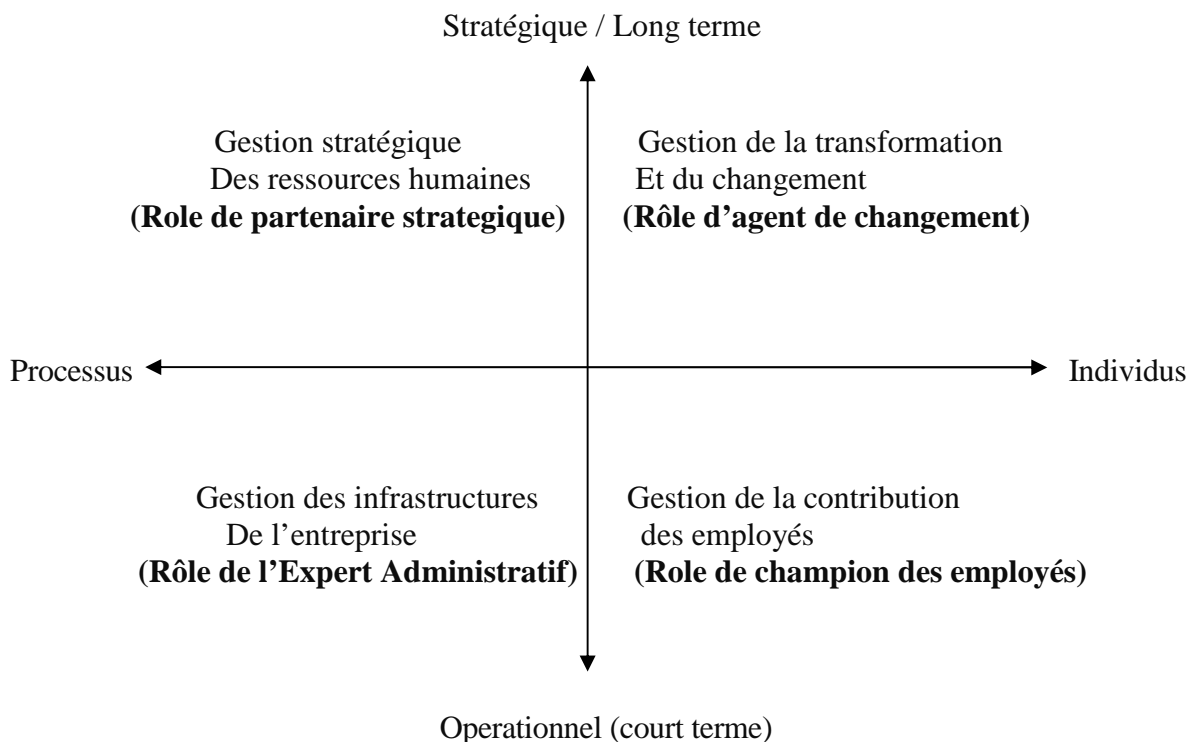 Stratégique / Long terme
Gestion stratégique
Des ressources humaines
(Role de partenaire strategique)
Gestion de la transformation
Et du changement
(Rôle d’agent de changement)
Processus
Individus
Gestion des infrastructures
De l’entreprise
(Rôle de l’Expert Administratif)
Gestion de la contribution
des employés
(Role de champion des employés)
Operationnel (court terme)